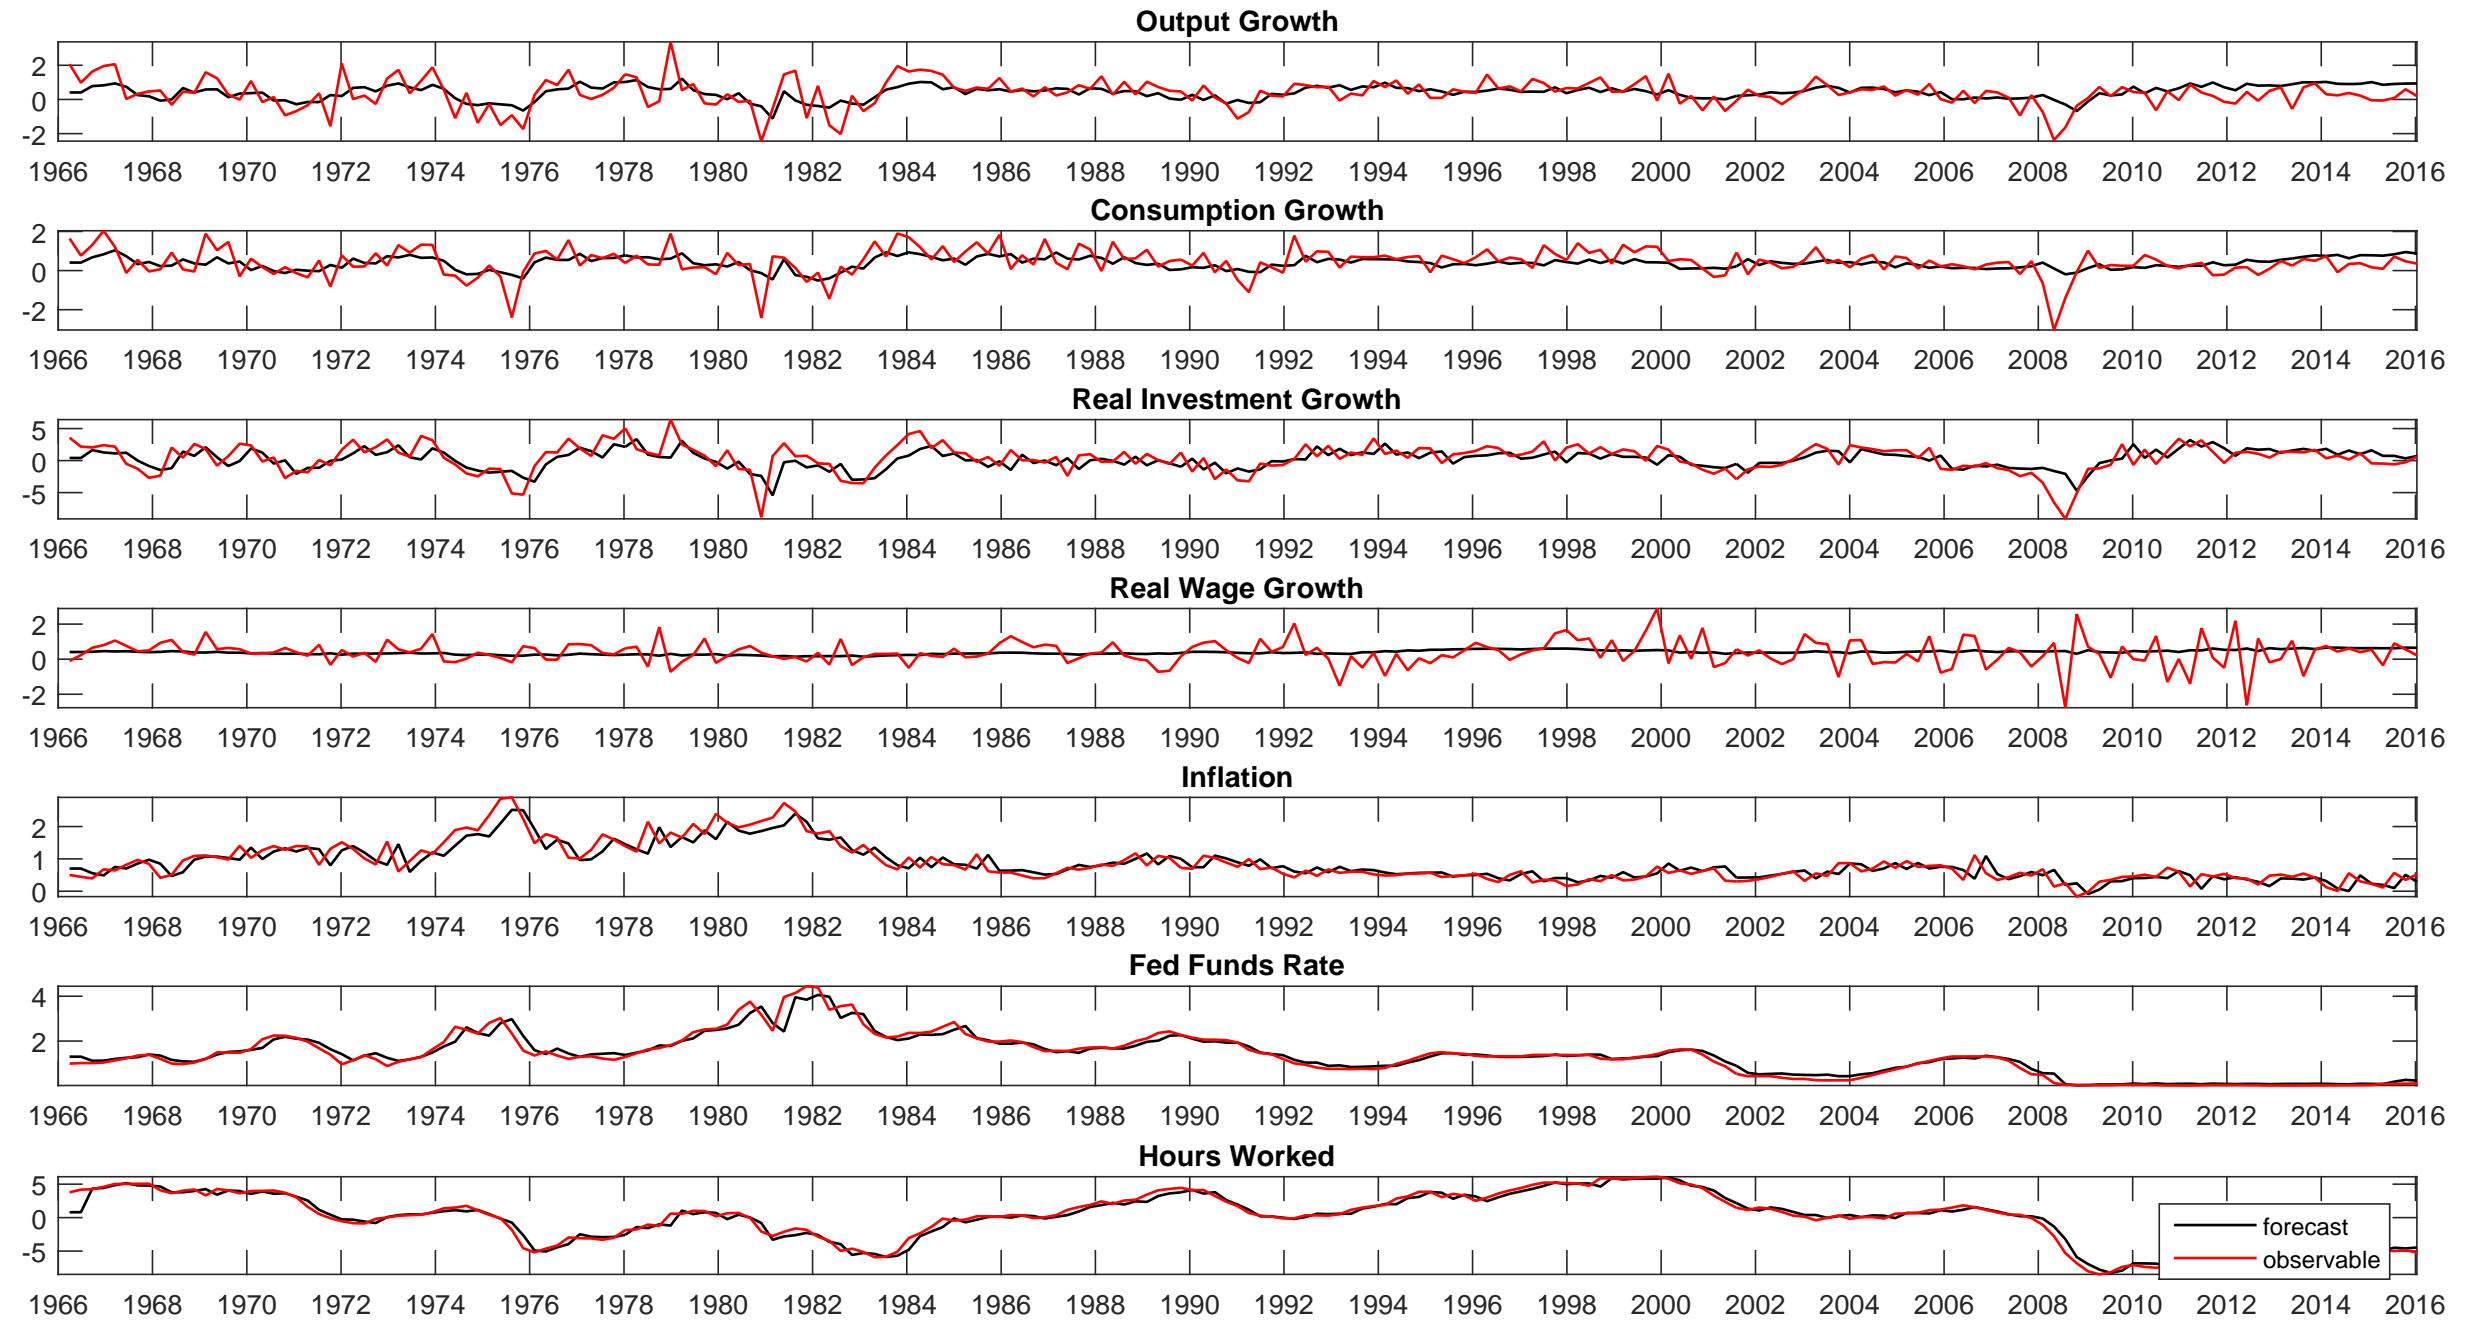 Output Growth
2
0
-2
1966 1968 1970 1972 1974 1976 1978 1980 1982 1984 1986 1988 1990 1992 1994 1996 1998 2000 2002 2004 2006 2008 2010 2012 2014 2016
Consumption Growth
2
0
-2
1966 1968 1970 1972 1974 1976 1978 1980 1982 1984 1986 1988 1990 1992 1994 1996 1998 2000 2002 2004 2006 2008 2010 2012 2014 2016
Real Investment Growth
5
0
-5
1966 1968 1970 1972 1974 1976 1978 1980 1982 1984 1986 1988 1990 1992 1994 1996 1998 2000 2002 2004 2006 2008 2010 2012 2014 2016
Real Wage Growth
2
0
-2
1966 1968 1970 1972 1974 1976 1978 1980 1982 1984 1986 1988 1990 1992 1994 1996 1998 2000 2002 2004 2006 2008 2010 2012 2014 2016
Inflation
2
1
0
1966 1968 1970 1972 1974 1976 1978 1980 1982 1984 1986 1988 1990 1992 1994 1996 1998 2000 2002 2004 2006 2008 2010 2012 2014 2016
Fed Funds Rate
4
2
1966 1968 1970 1972 1974 1976 1978 1980 1982 1984 1986 1988 1990 1992 1994 1996 1998 2000 2002 2004 2006 2008 2010 2012 2014 2016
Hours Worked
5
0
-5
forecast
observable
1966 1968 1970 1972 1974 1976 1978 1980 1982 1984 1986 1988 1990 1992 1994 1996 1998 2000 2002 2004 2006 2008 2010 2012 2014 2016